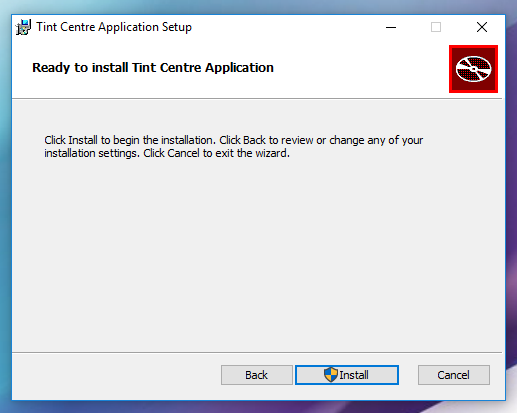 Tint Centre Application Setup
Ready to install Tint Centre Application
Click Install to begin the installation. Click Back to review or change any of your
installation settings. Click Cancel to exit the wizard.
Back
Install
Cancel